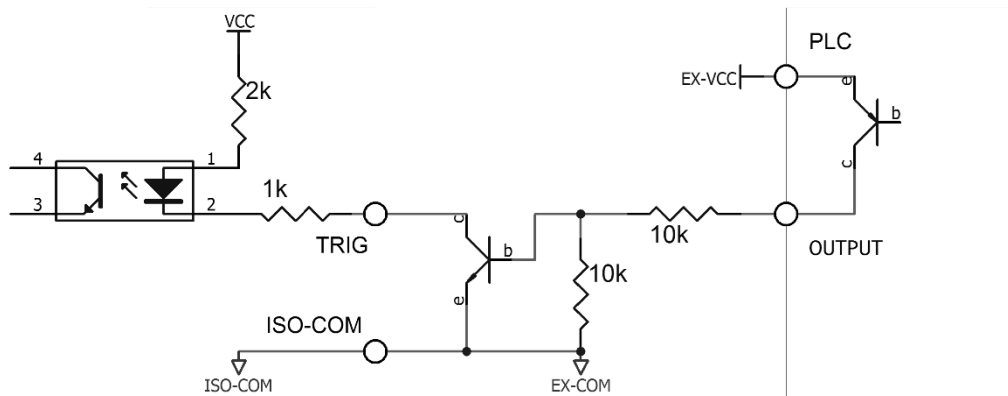 VCC
PLC
EX-VCC
e
b
2k
c
4
1
3
2
1k
c
10k
TRIG
OUTPUT
b
10k
e
ISO-COM
ISO-COM
EX-COM